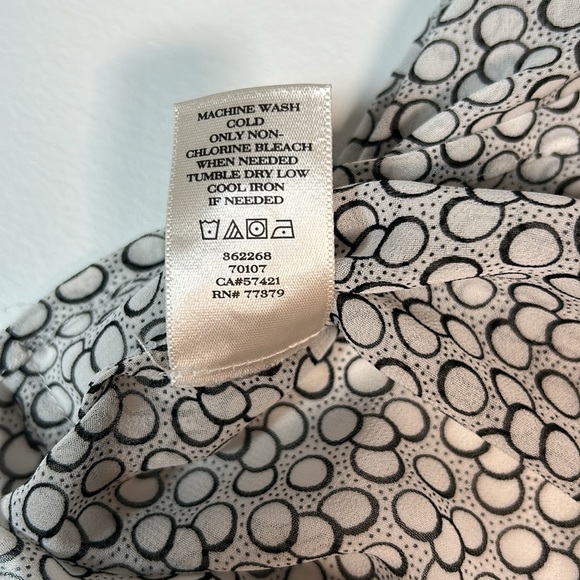 MACHINE WASH
COLD
ONLY NON-
CHLORINE BLEACH
WHEN NEEDED
TUMBLE DRY LOW
COOL IRON
IF NEEDED
362268
70107
CA#57421
RN# 77379